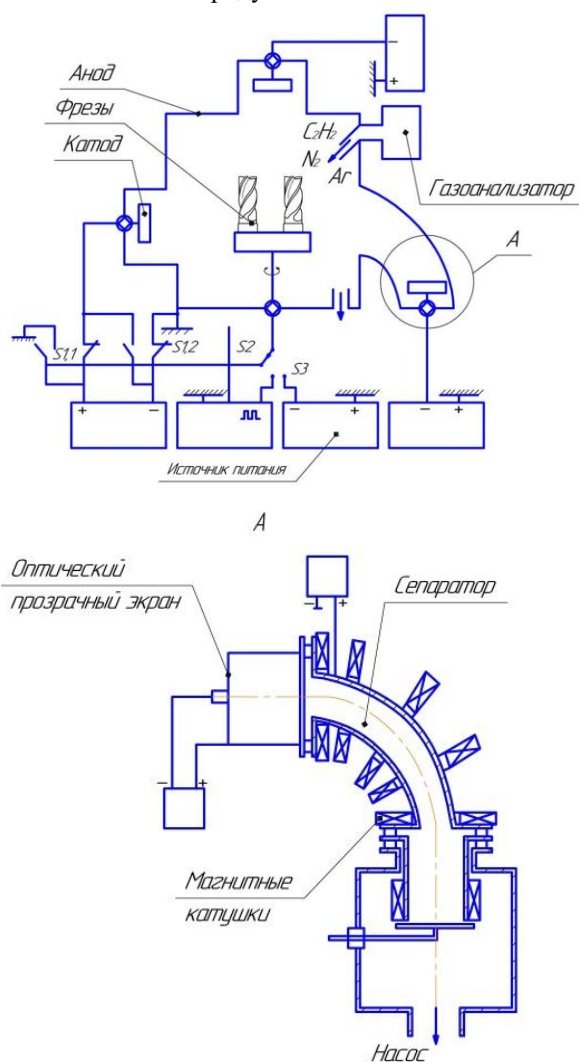 Анод
Фрезы
Катод
−
+
C2H2
N2
Ar
Газоанализатор
А
S1,1
S1,2
S2
S3
+
−
−
+
−
+
Источник питания
А
Оптический
прозрачный экран
−
+
Сепаратор
−
+
Магнитные
катушки
Насос